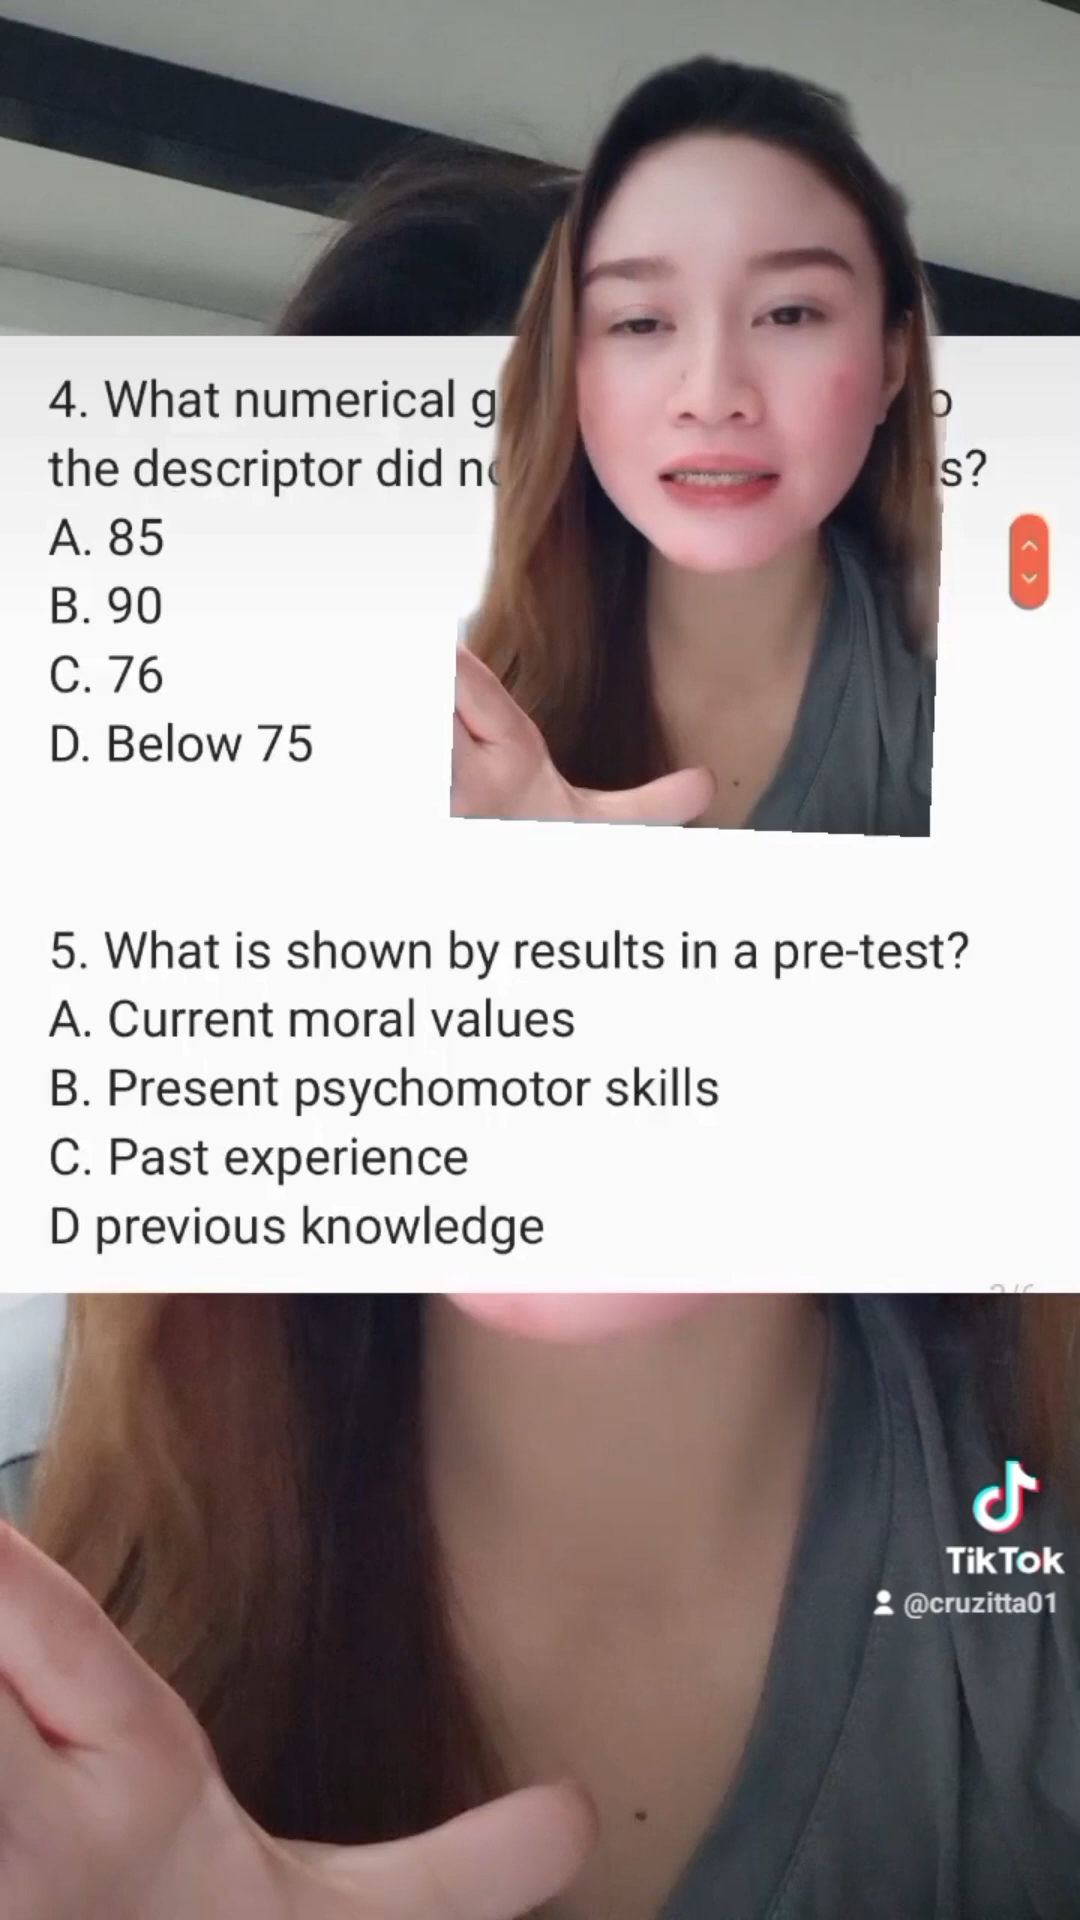 4. What numerical
the descriptor did s?
A. 85
B. 90
C. 76
D. Below 75
5. What is shown by results in a pre-test?
A. Current moral values
B. Present psychomotor skills
C. Past experience
D previous knowledge
TikTok
@cruzitta01